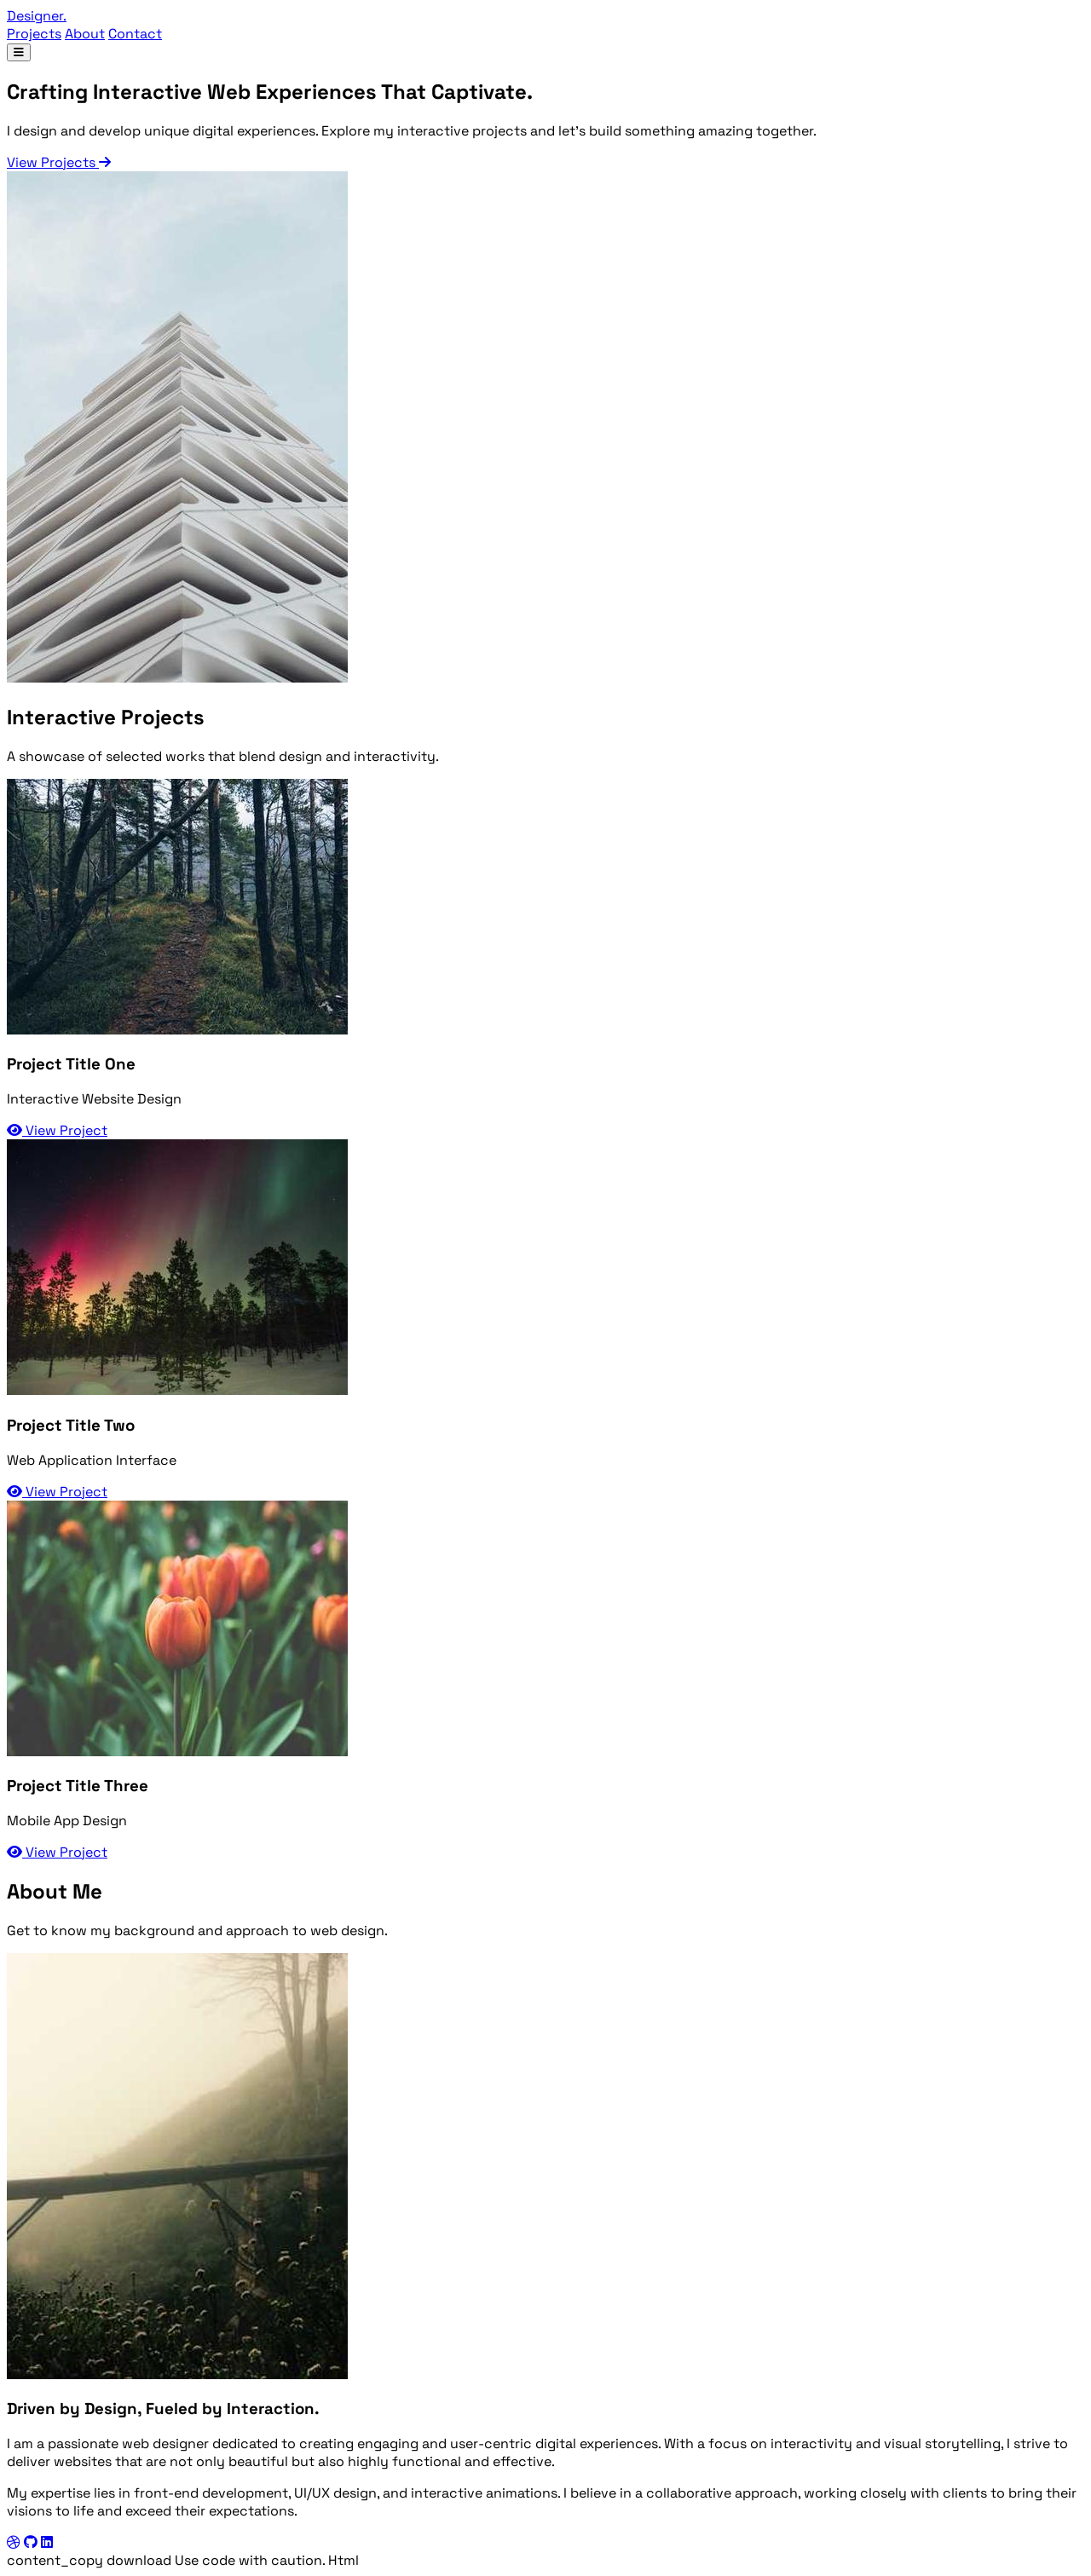 Designer.
Projects About Contact
Crafting Interactive Web Experiences That Captivate.
I design and develop unique digital experiences. Explore my interactive projects and let's build something amazing together.
View Projects
Interactive Projects
A showcase of selected works that blend design and interactivity.
Project Title One
Interactive Website Design
View Project
Project Title Two
Web Application Interface
View Project
Project Title Three
Mobile App Design
View Project
About Me
Get to know my background and approach to web design.
Driven by Design, Fueled by Interaction.
I am a passionate web designer dedicated to creating engaging and user-centric digital experiences. With a focus on interactivity and visual storytelling, I strive to
deliver websites that are not only beautiful but also highly functional and effective.
My expertise lies in front-end development, UI/UX design, and interactive animations. I believe in a collaborative approach, working closely with clients to bring their
visions to life and exceed their expectations.
content_copy download Use code with caution. Html